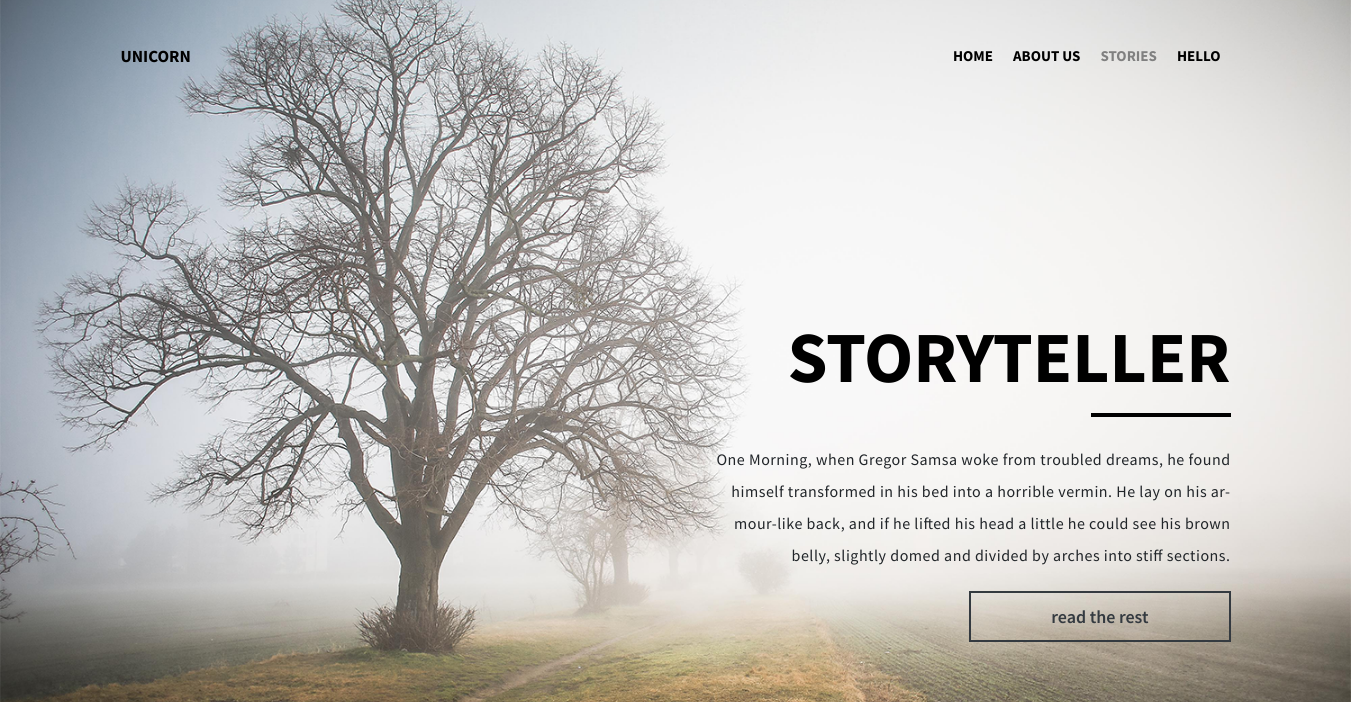 UNICORN
HOME ABOUT US STORIES HELLO
STORYTELLER
One Morning, when Gregor Samsa woke from troubled dreams, he found
himself transformed in his bed into a horrible vermin. He lay on his ar-
mour-like back, and if he lifted his head a little he could see his brown
belly, slightly domed and divided by arches into stiff sections.
read the rest